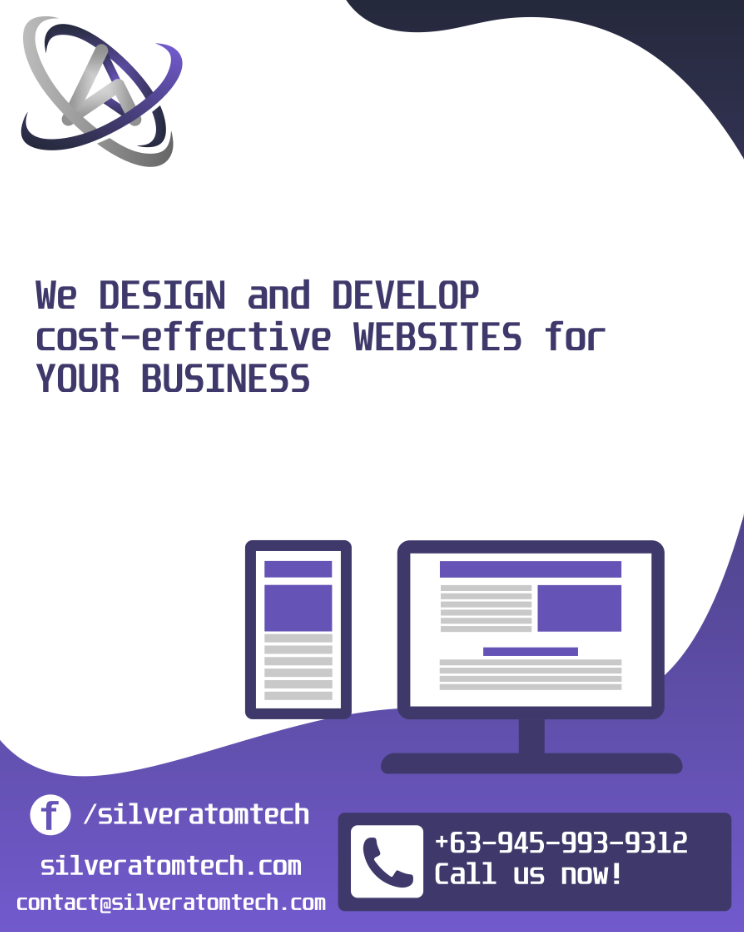 We DESIGN and DEVELOP
cost-effective WEBSITES for
YOUR BUSINESS
/silveratomtech
silveratomtech.com
contact@silveratomtech.com
+63-945-993-9312
Call us now!